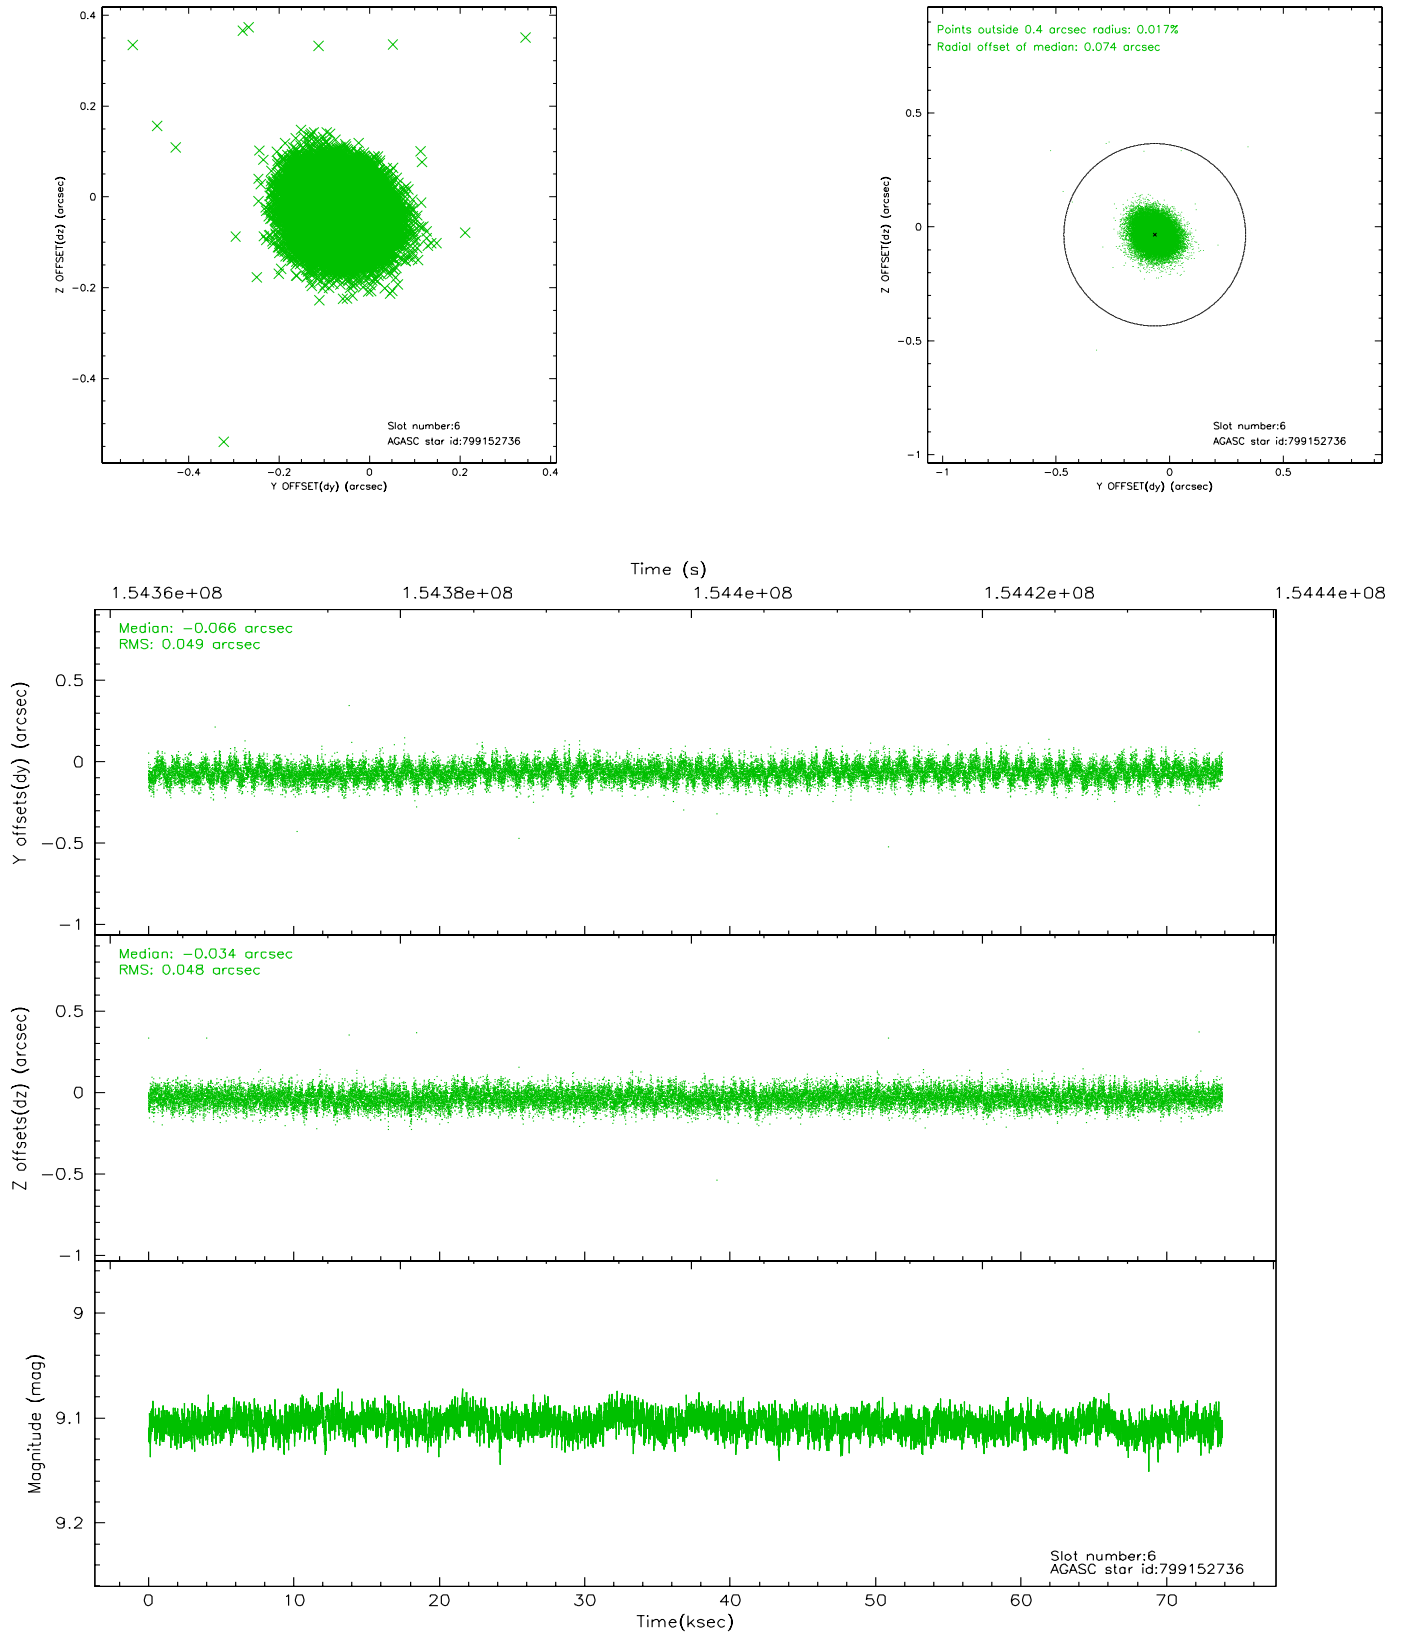 0.4
0.2
0
−0.2
−0.4
Z OFFSET(dz) (arcsec)
Slot number:6
AGASC star id:799152736
−0.4
−0.2
0
0.2
0.4
Y OFFSET(dy) (arcsec)
Points outside 0.4 arcsec radius: 0.017%
Radial offset of median: 0.074 arcsec
0.5
0
−0.5
−1
Z OFFSET(dz) (arcsec)
Slot number:6
AGASC star id:799152736
−1
−0.5
0
0.5
Y OFFSET(dy) (arcsec)
Time (s)
1.5436e+08
1.5438e+08
1.544e+08
1.5442e+08
1.5444e+08
Median: −0.066 arcsec
RMS: 0.049 arcsec
0.5
0
−0.5
−1
Y offsets(dy) (arcsec)
Median: −0.034 arcsec
RMS: 0.048 arcsec
0.5
0
−0.5
−1
Z offsets(dz) (arcsec)
9
9.1
9.2
Magnitude (mag)
Slot number:6
AGASC star id:799152736
0
10
20
30
40
50
60
70
Time(ksec)